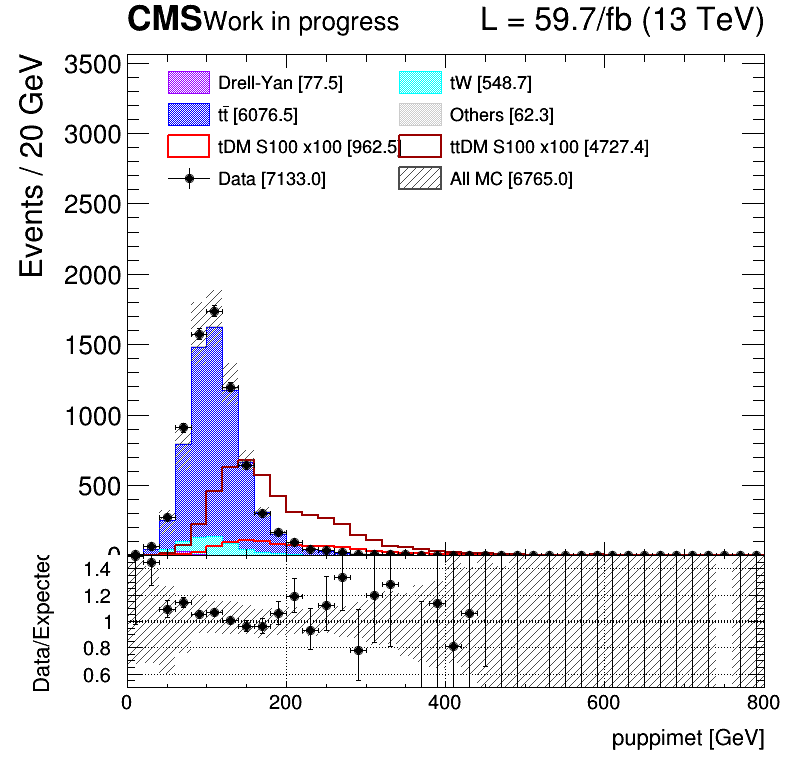 CMS Work in progress L = 59.7/fb (13 TeV)
Events / 20 GeV
3500
3000
2500
2000
1500
1000
500
0
Drell-Yan [77.5] tW [548.7]
tt̄ [6076.5] Others [62.3]
tDM S100 x100 [962.5] ttDM S100 x100 [4727.4]
Data [7133.0] All MC [6765.0]
Data/Expected
1.4
1.2
1
0.8
0.6
0 200 400 600 800
puppimet [GeV]